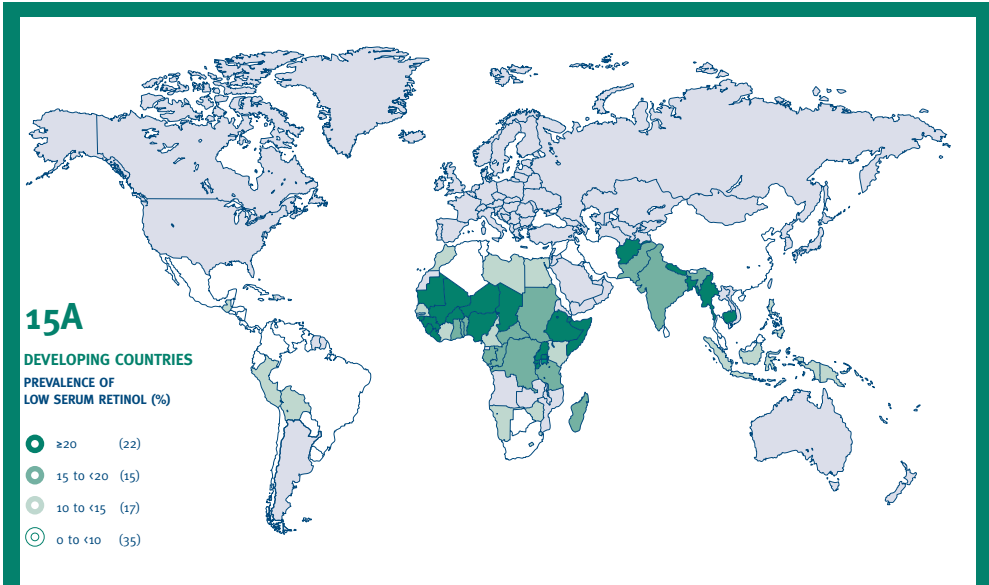 15A
DEVELOPING COUNTRIES
PREVALENCE OF
LOW SERUM RETINOL (%)
≥20 (22)
15 to <20 (15)
10 to <15 (17)
0 to <10 (35)